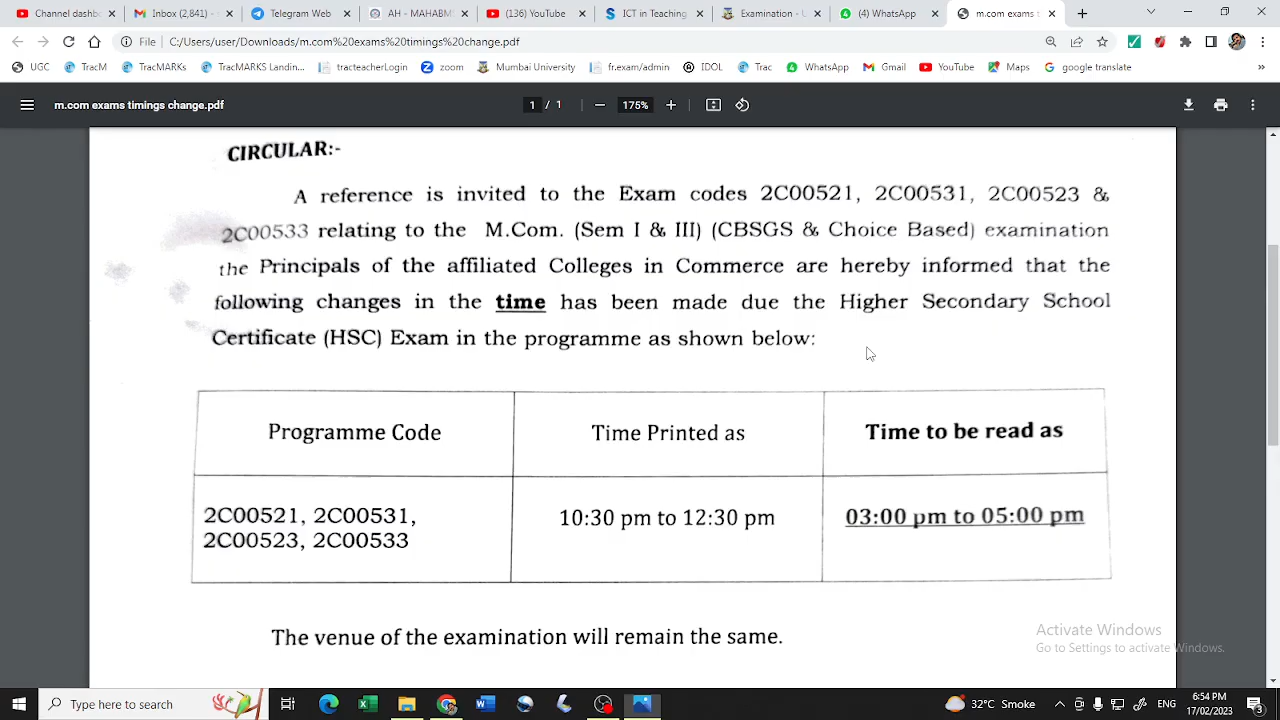 Channel dashb
Inbox (2,841) -
Telegram Web
AH - MAHARAS
(136) YouTube
ICT in Teaching
Examination - C
(4) WhatsApp
m.com exams
File
C:/Users/user/Downloads/m.com%20exams%20timings%20change.pdf
UGC
TracM
TracMARKs
TracMARKS Landin...
tracteacherLogin
zoom
Mumbai University
fr.exam/admin
IDOL
Trac
WhatsApp
Gmail
YouTube
Maps
google translate
»
m.com exams timings change.pdf
1 / 1
175%
CIRCULAR:-
A reference is invited to the Exam codes 2C00521, 2C00531, 2C00523 &
2C00533 relating to the M.Com. (Sem I & III) (CBSGS & Choice Based) examination
the Principals of the affiliated Colleges in Commerce are hereby informed that the
following changes in the time has been made due the Higher Secondary School
Certificate (HSC) Exam in the programme as shown below:
Programme Code
Time Printed as
Time to be read as
2C00521, 2C00531,
2C00523, 2C00533
10:30 pm to 12:30 pm
03:00 pm to 05:00 pm
The venue of the examination will remain the same.
Activate Windows
Go to Settings to activate Windows.
Type here to search
32°C Smoke
ENG
6:54 PM
17/02/2023